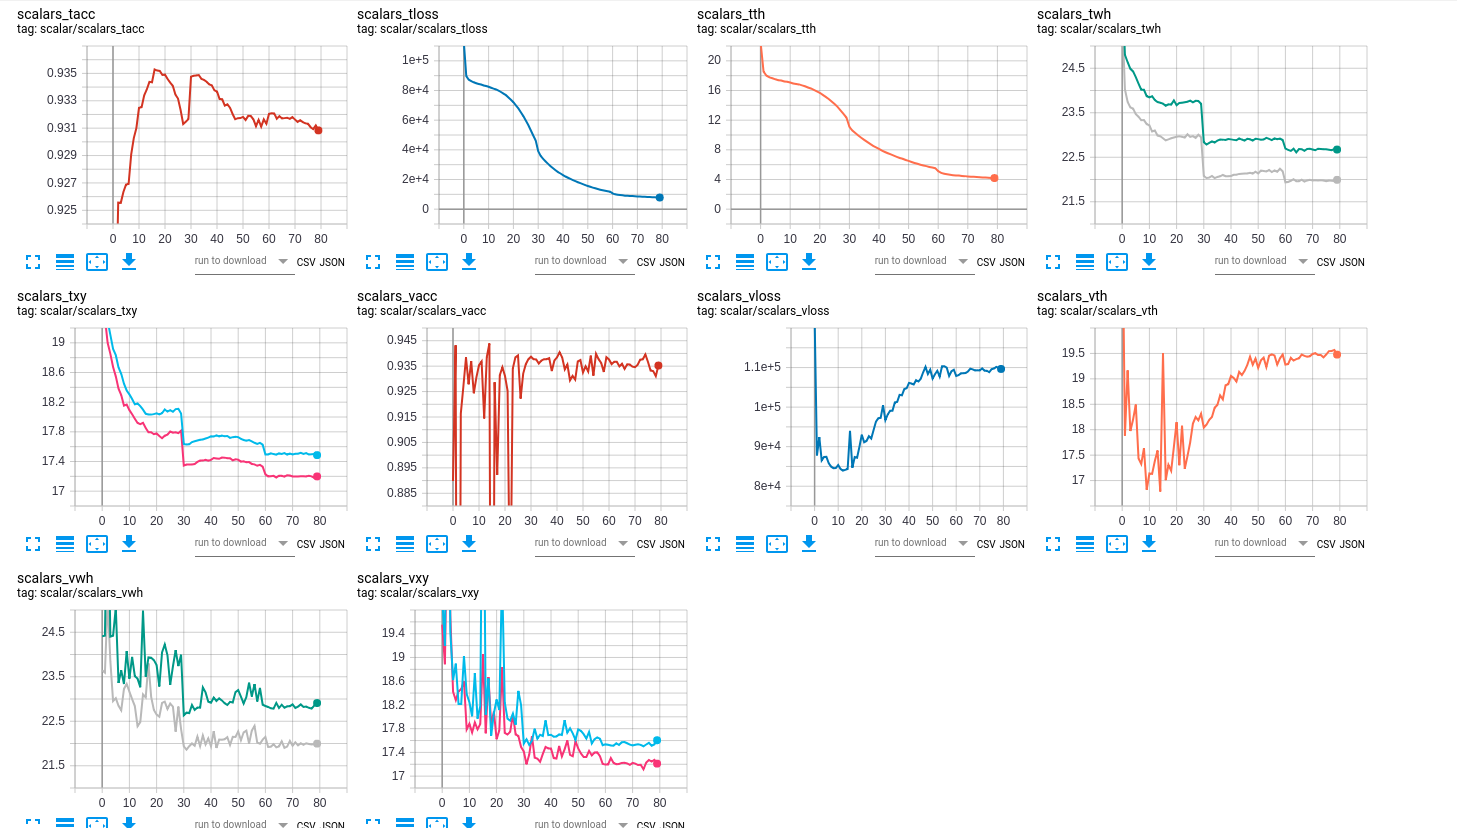 scalars_tacc
tag: scalar/scalars_tacc
0.935
0.933
0.931
0.929
0.927
0.925
0 10 20 30 40 50 60 70 80
run to download CSV JSON
scalars_tloss
tag: scalar/scalars_tloss
1e+5
8e+4
6e+4
4e+4
2e+4
0
0 10 20 30 40 50 60 70 80
run to download CSV JSON
scalars_tth
tag: scalar/scalars_tth
20
16
12
8
4
0
0 10 20 30 40 50 60 70 80
run to download CSV JSON
scalars_twh
tag: scalar/scalars_twh
24.5
23.5
22.5
21.5
0 10 20 30 40 50 60 70 80
run to download CSV JSON
scalars_txy
tag: scalar/scalars_txy
19
18.6
18.2
17.8
17.4
17
0 10 20 30 40 50 60 70 80
run to download CSV JSON
scalars_vacc
tag: scalar/scalars_vacc
0.945
0.935
0.925
0.915
0.905
0.895
0.885
0 10 20 30 40 50 60 70 80
run to download CSV JSON
scalars_vloss
tag: scalar/scalars_vloss
1.1e+5
1e+5
9e+4
8e+4
0 10 20 30 40 50 60 70 80
run to download CSV JSON
scalars_vth
tag: scalar/scalars_vth
19.5
19
18.5
18
17.5
17
0 10 20 30 40 50 60 70 80
run to download CSV JSON
scalars_vwh
tag: scalar/scalars_vwh
24.5
23.5
22.5
21.5
0 10 20 30 40 50 60 70 80
run to download CSV JSON
scalars_vxy
tag: scalar/scalars_vxy
19.4
19
18.6
18.2
17.8
17.4
17
0 10 20 30 40 50 60 70 80
run to download CSV JSON